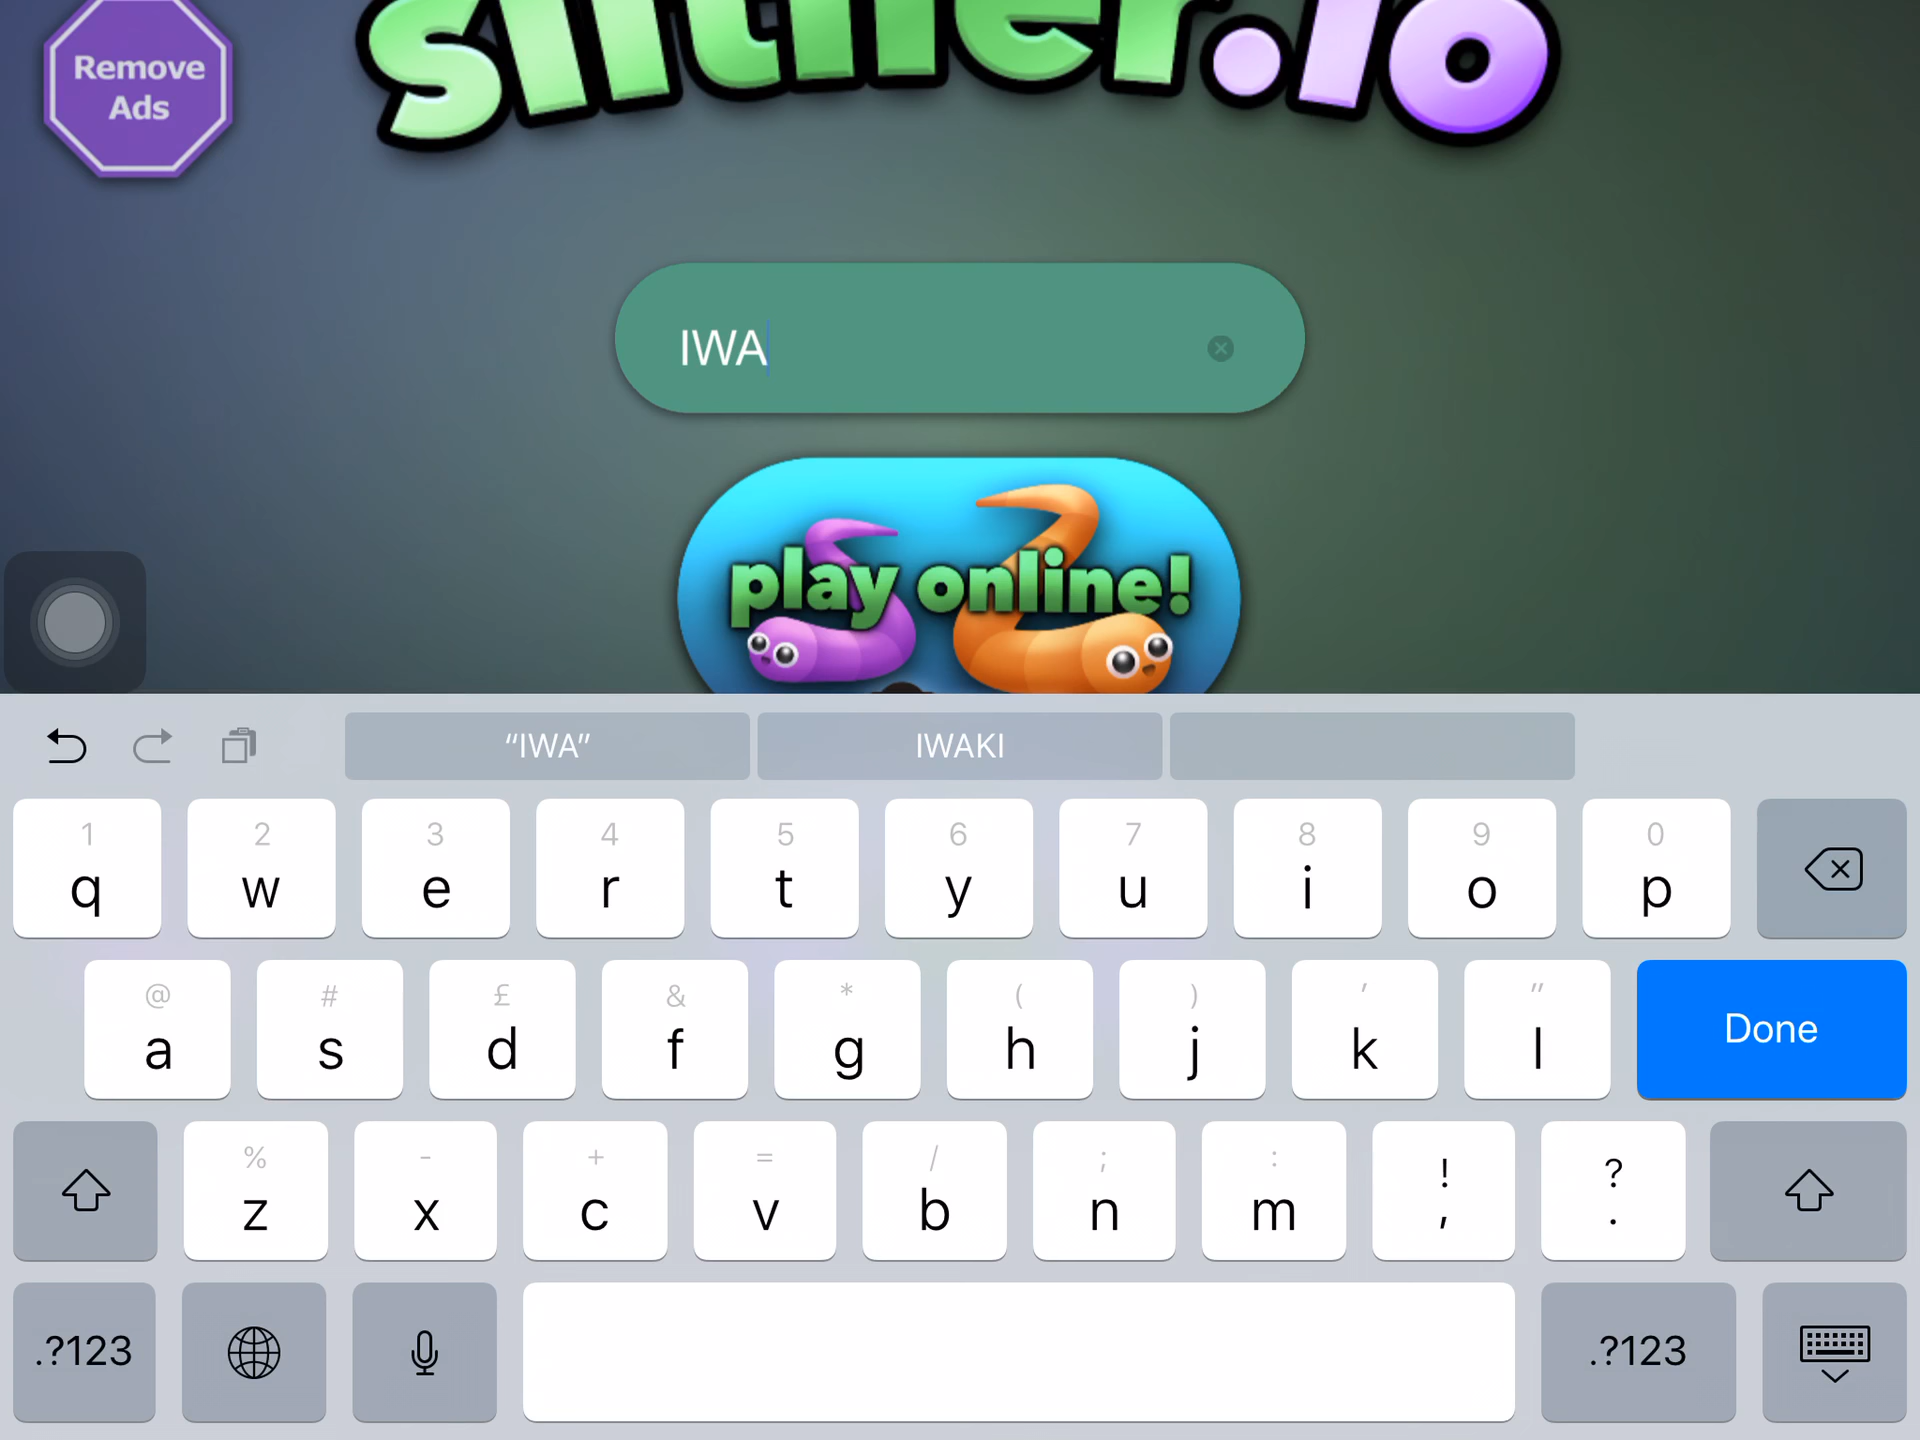 Remove
Ads
slither.io
IWA
play online!
“IWA” IWAKI
1 2 3 4 5 6 7 8 9 0
q w e r t y u i o p
@ # £ & * ( ) ' "
a s d f g h j k l Done
% - + = / ; : ! ?
z x c v b n m , .
.?123 .?123